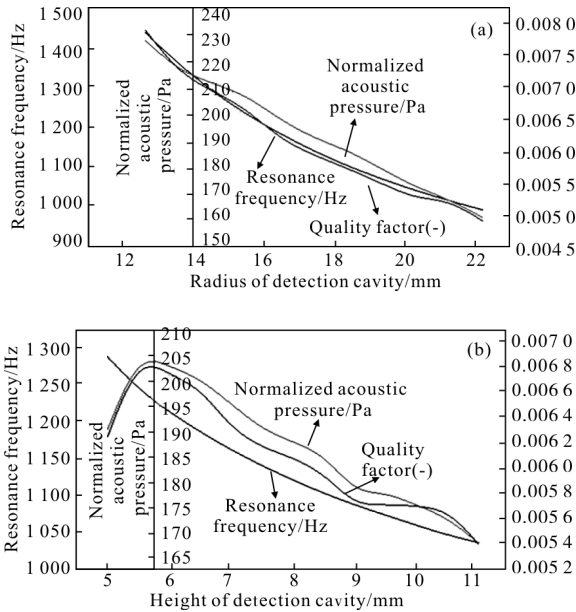 1 500
1 400
1 300
1 200
1 100
1 000
900
Resonance frequency/Hz
Normalized
acoustic
pressure/Pa
240
230
220
210
200
190
180
170
160
150
(a)
Normalized
acoustic
pressure/Pa
Resonance
frequency/Hz
Quality factor(-)
0.008 0
0.007 5
0.007 0
0.006 5
0.006 0
0.005 5
0.005 0
0.004 5
12 14 16 18 20 22
Radius of detection cavity/mm
1 300
1 250
1 200
1 150
1 100
1 050
1 000
Resonance frequency/Hz
Normalized
acoustic
pressure/Pa
210
205
200
195
190
185
180
175
170
165
(b)
Normalized acoustic
pressure/Pa
Quality
factor(-)
Resonance
frequency/Hz
0.007 0
0.006 8
0.006 6
0.006 4
0.006 2
0.006 0
0.005 8
0.005 6
0.005 4
0.005 2
5 6 7 8 9 10 11
Height of detection cavity/mm